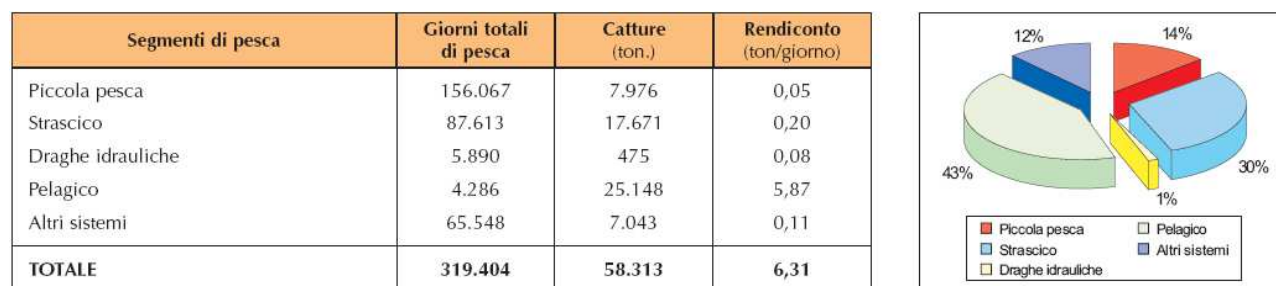 Segmenti di pesca Giorni totali di pesca Catture (ton.) Rendiconto (ton/giorno)
Piccola pesca 156.067 7.976 0,05
Strascico 87.613 17.671 0,20
Draghe idrauliche 5.890 475 0,08
Pelagico 4.286 25.148 5,87
Altri sistemi 65.548 7.043 0,11
TOTALE 319.404 58.313 6,31
12% 14%
43% 30%
1%
Piccola pesca Pelagico
Strascico Altri sistemi
Draghe idrauliche